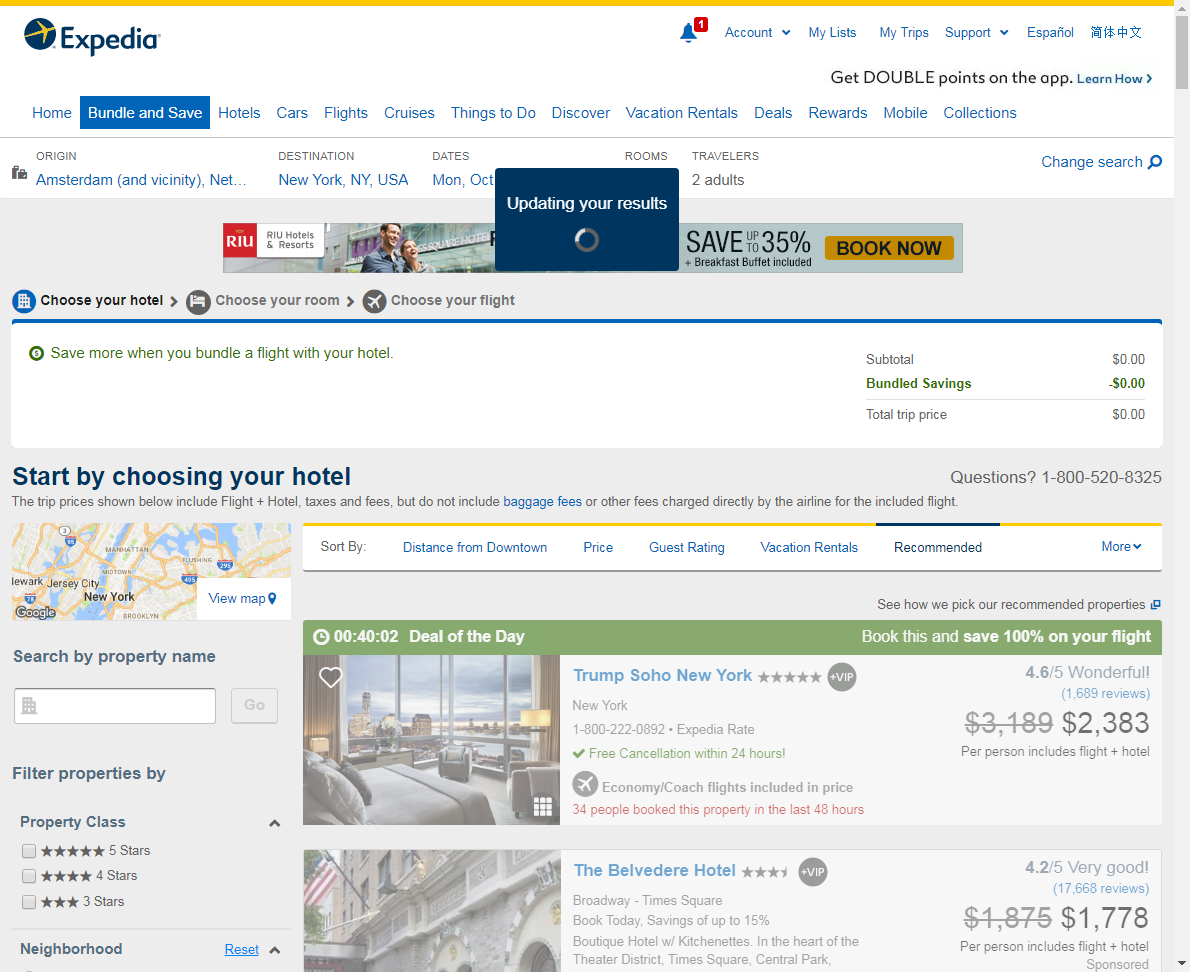 Expedia
1
Account
My Lists
My Trips
Support
Español
简体中文
Get DOUBLE points on the app. Learn How
Home
Bundle and Save
Hotels
Cars
Flights
Cruises
Things to Do
Discover
Vacation Rentals
Deals
Rewards
Mobile
Collections
ORIGIN
DESTINATION
DATES
ROOMS
TRAVELERS
Amsterdam (and vicinity), Net...
New York, NY, USA
Mon, Oct
2 adults
Change search
Updating your results
RIU
RIU Hotels
& Resorts
SAVE UP TO 35%
+ Breakfast Buffet included
BOOK NOW
Choose your hotel
Choose your room
Choose your flight
Save more when you bundle a flight with your hotel.
Subtotal $0.00
Bundled Savings -$0.00
Total trip price $0.00
Start by choosing your hotel
Questions? 1-800-520-8325
The trip prices shown below include Flight + Hotel, taxes and fees, but do not include baggage fees or other fees charged directly by the airline for the included flight.
3
95
MANHATTAN
MIDTOWN
FLUSHING
295
495
lewark
Jersey City
78
New York
Google
BROOKLYN
View map
Sort By:
Distance from Downtown
Price
Guest Rating
Vacation Rentals
Recommended
More
See how we pick our recommended properties
Search by property name
Go
Filter properties by
Property Class
5 Stars
4 Stars
3 Stars
Neighborhood
Reset
00:40:02 Deal of the Day
Book this and save 100% on your flight
Trump Soho New York
+VIP
New York
1-800-222-0892 • Expedia Rate
Free Cancellation within 24 hours!
Economy/Coach flights included in price
34 people booked this property in the last 48 hours
4.6/5 Wonderful!
(1,689 reviews)
$3,189 $2,383
Per person includes flight + hotel
The Belvedere Hotel
+VIP
Broadway - Times Square
Book Today, Savings of up to 15%
Boutique Hotel w/ Kitchenettes. In the heart of the
Theater District, Times Square, Central Park,
4.2/5 Very good!
(17,668 reviews)
$1,875 $1,778
Per person includes flight + hotel
Sponsored